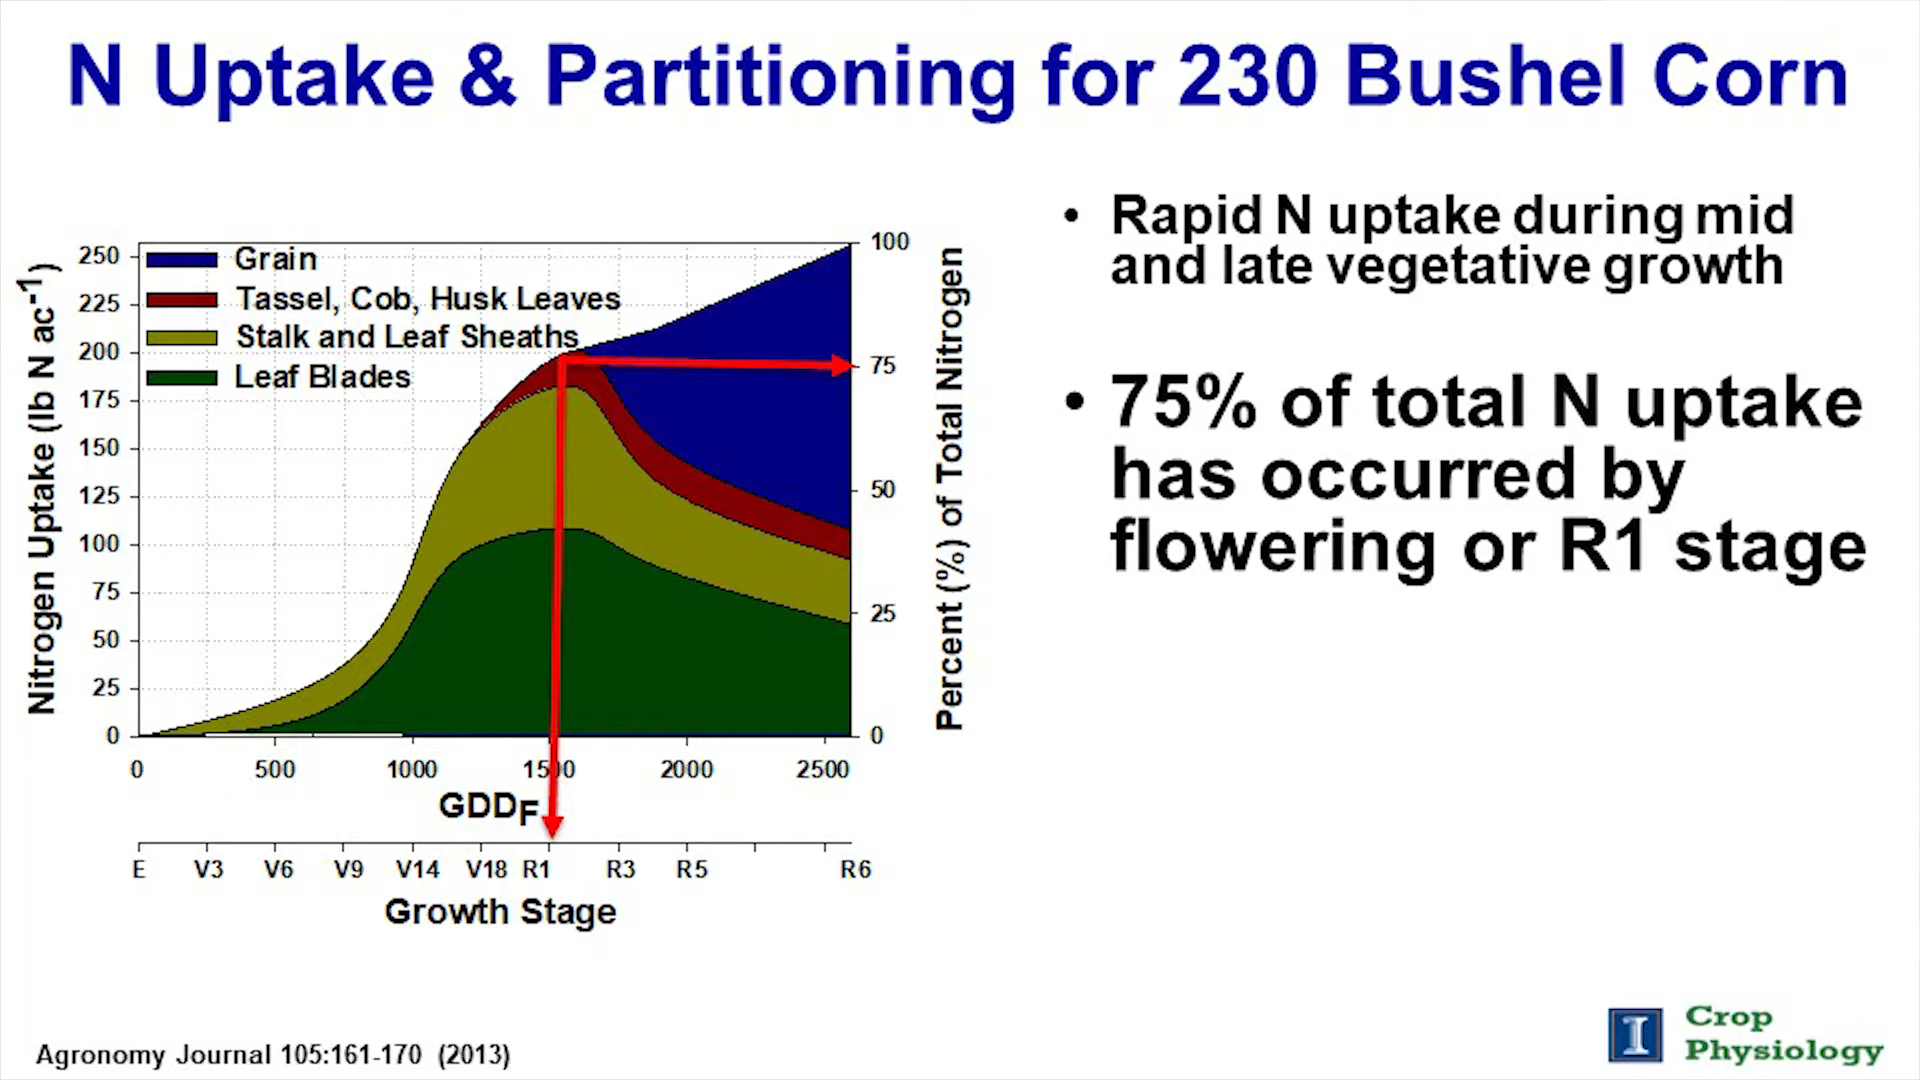 N Uptake & Partitioning for 230 Bushel Corn
Nitrogen Uptake (lb N ac-1)
250
225
200
175
150
125
100
75
50
25
0
Grain
Tassel, Cob, Husk Leaves
Stalk and Leaf Sheaths
Leaf Blades
100
75
50
25
0
Percent (%) of Total Nitrogen
0 500 1000 1500 2000 2500
GDDF
E V3 V6 V9 V14 V18 R1 R3 R5 R6
Growth Stage
• Rapid N uptake during mid
and late vegetative growth
• 75% of total N uptake
has occurred by
flowering or R1 stage
Agronomy Journal 105:161-170 (2013)
I
Crop
Physiology